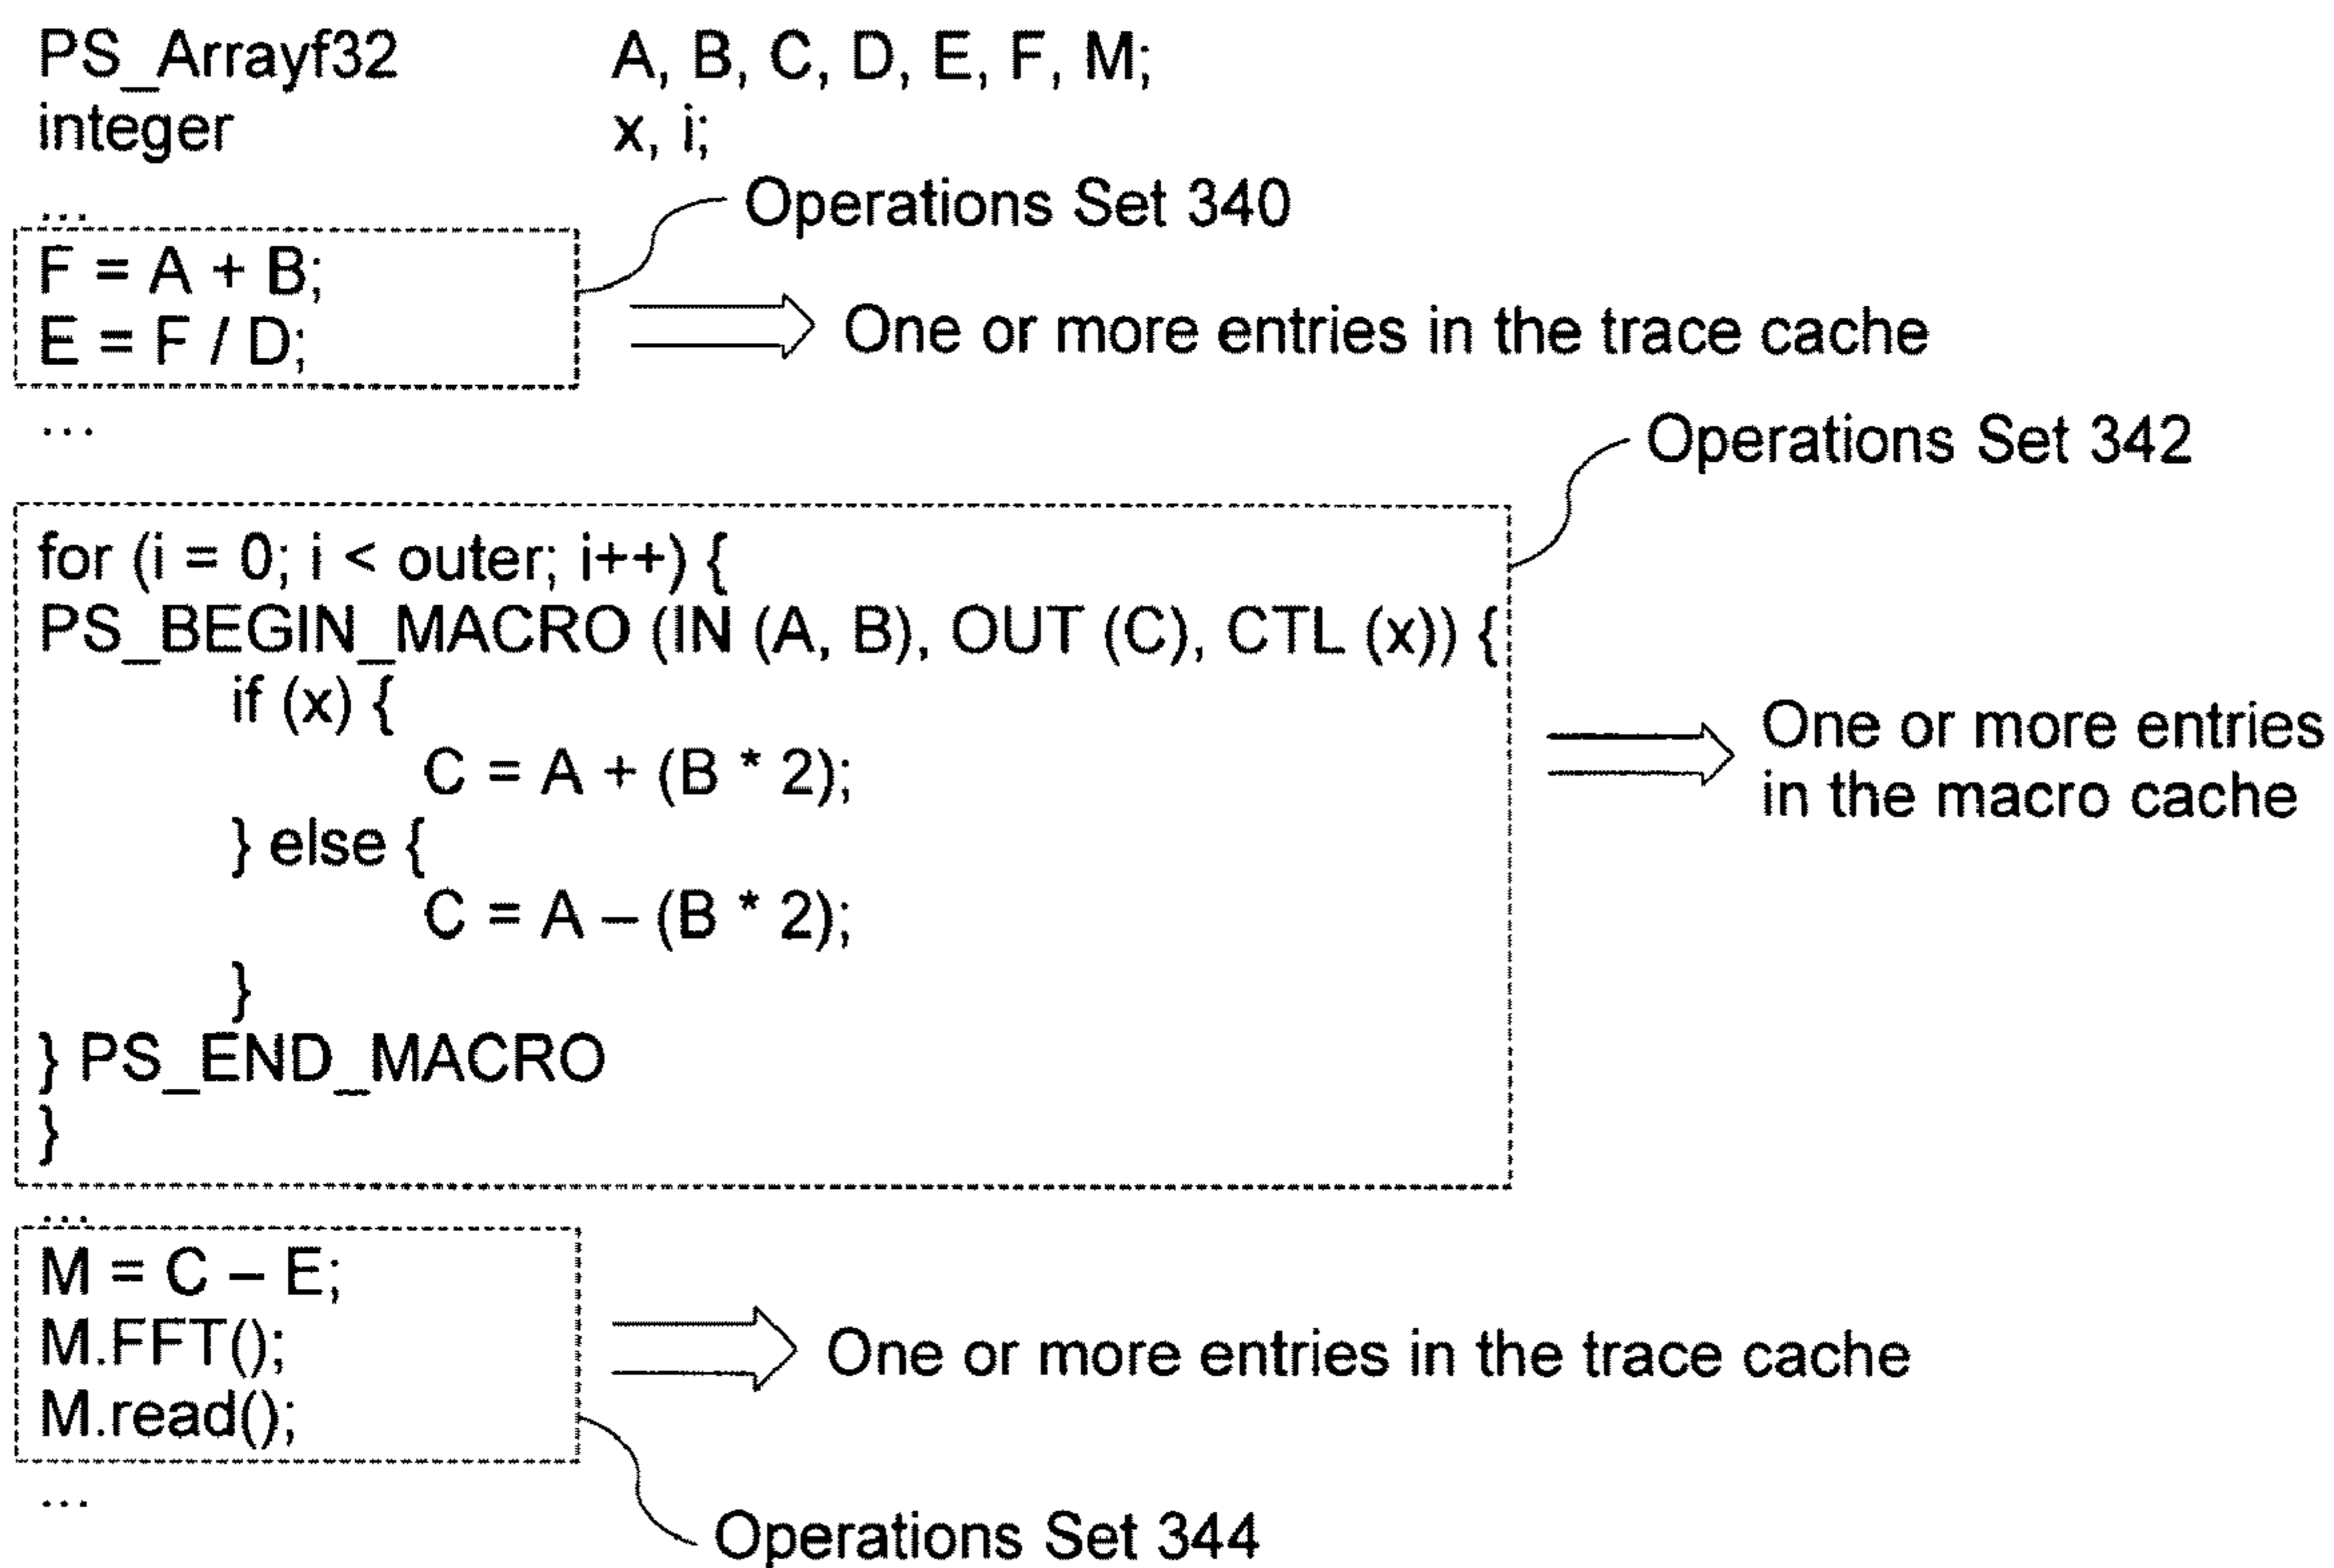 PS_Arrayf32 A, B, C, D, E, F, M;
integer x, i;
...
Operations Set 340
F = A + B;
E = F / D;
One or more entries in the trace cache
...
Operations Set 342
for (i = 0; i < outer; i++) {
PS_BEGIN_MACRO (IN (A, B), OUT (C), CTL (x)) {
if (x) {
C = A + (B * 2);
} else {
C = A – (B * 2);
}
} PS_END_MACRO
}
One or more entries
in the macro cache
...
M = C – E;
M.FFT();
M.read();
One or more entries in the trace cache
...
Operations Set 344